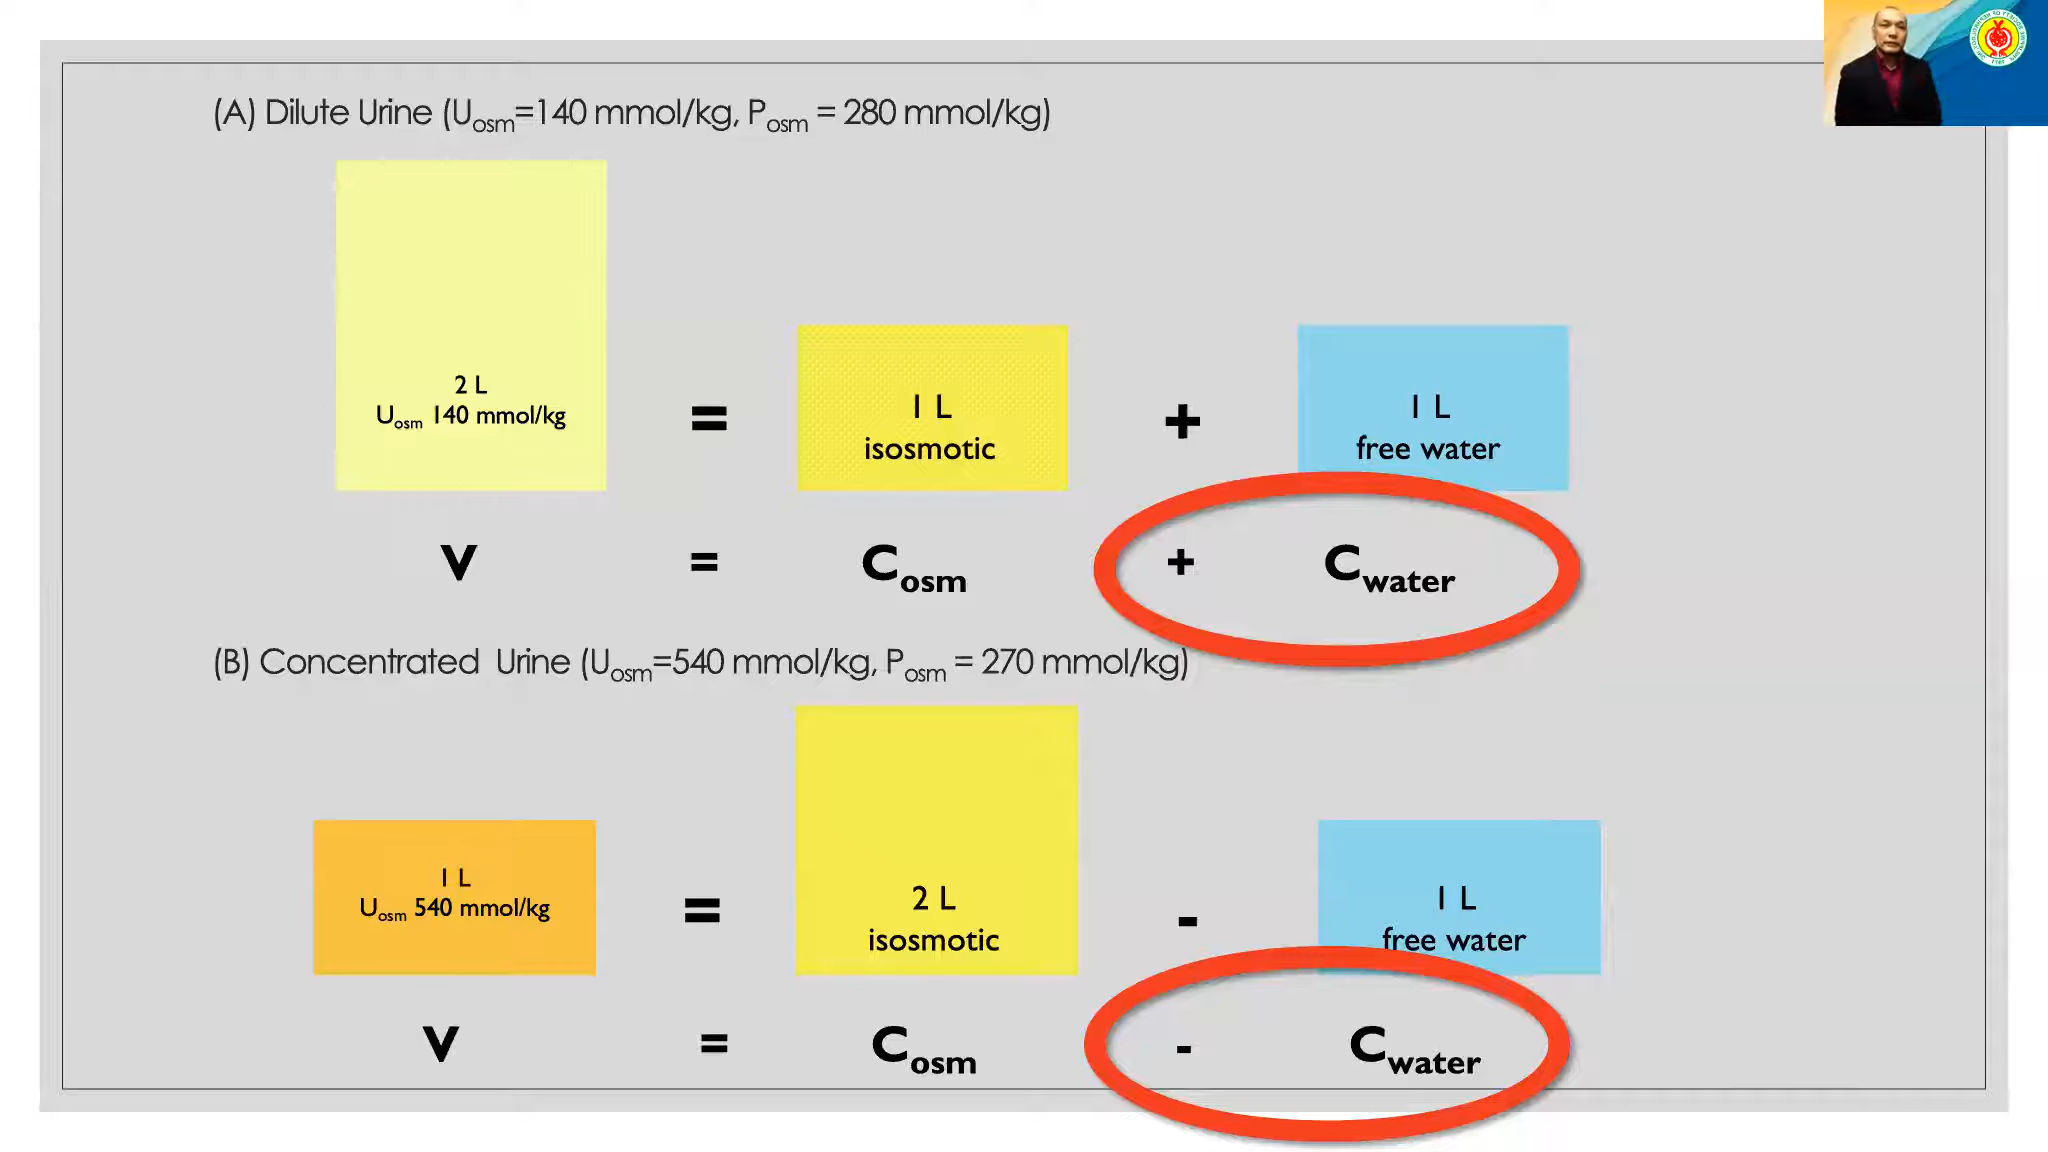 (A) Dilute Urine (Uosm=140 mmol/kg, Posm = 280 mmol/kg)
2 L
Uosm 140 mmol/kg
=
1 L
isosmotic
+
1 L
free water
V = Cosm + Cwater
(B) Concentrated Urine (Uosm=540 mmol/kg, Posm = 270 mmol/kg)
1 L
Uosm 540 mmol/kg
=
2 L
isosmotic
-
1 L
free water
V = Cosm - Cwater